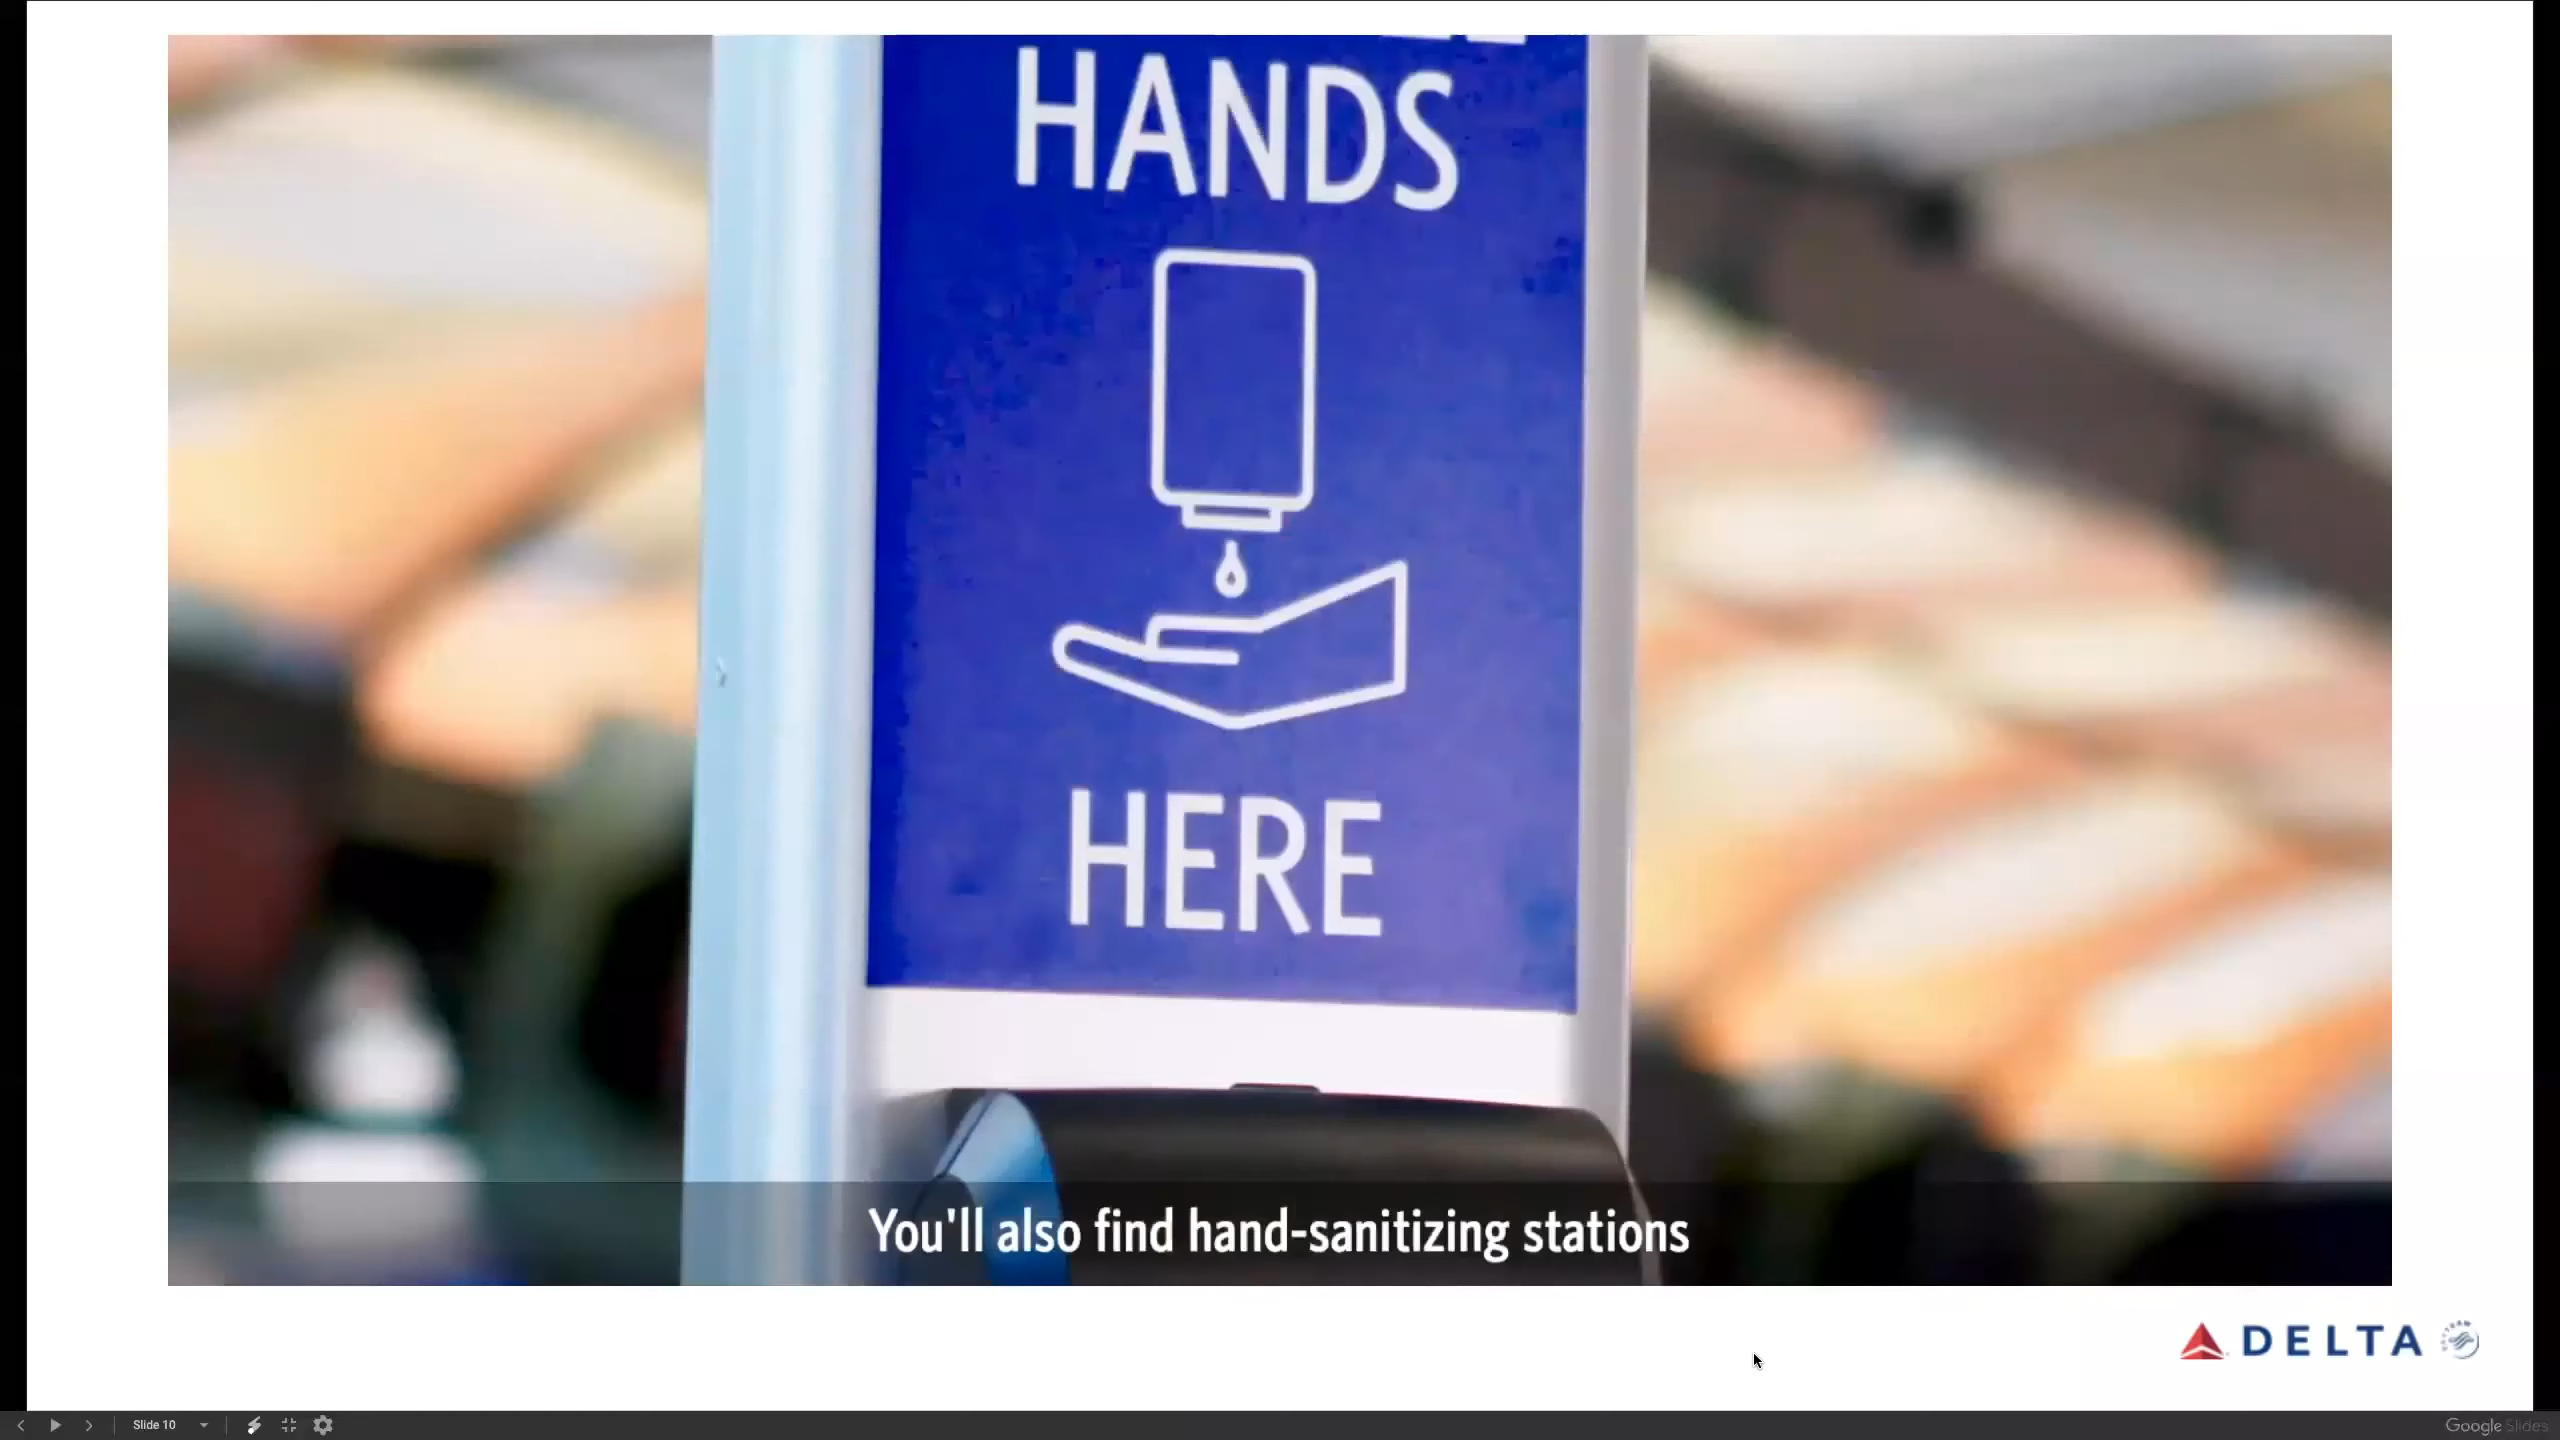 HANDS
HERE
You'll also find hand-sanitizing stations
DELTA
Slide 10
Google Slides